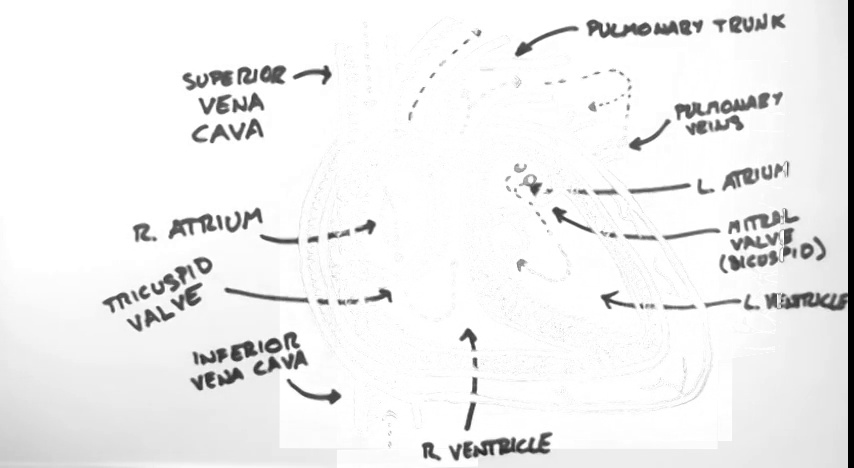 PULMONARY TRUNK
SUPERIOR
VENA
CAVA
PULMONARY
VEINS
L. ATRIUM
R. ATRIUM
MITRAL
VALVE
(BICUSPID)
TRICUSPID
VALVE
L. VENTRICLE
INFERIOR
VENA CAVA
R. VENTRICLE